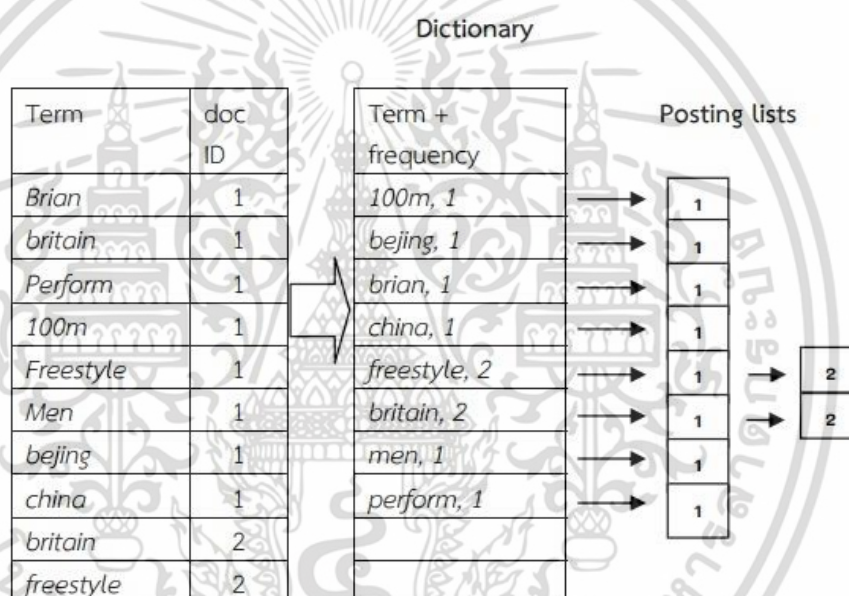 Dictionary
Term doc ID
Brian 1
britain 1
Perform 1
100m 1
Freestyle 1
Men 1
bejing 1
china 1
britain 2
freestyle 2
Term + frequency
100m, 1
bejing, 1
brian, 1
china, 1
freestyle, 2
britain, 2
men, 1
perform, 1
Posting lists
1
1
1
1
1 2
1 2
1
1